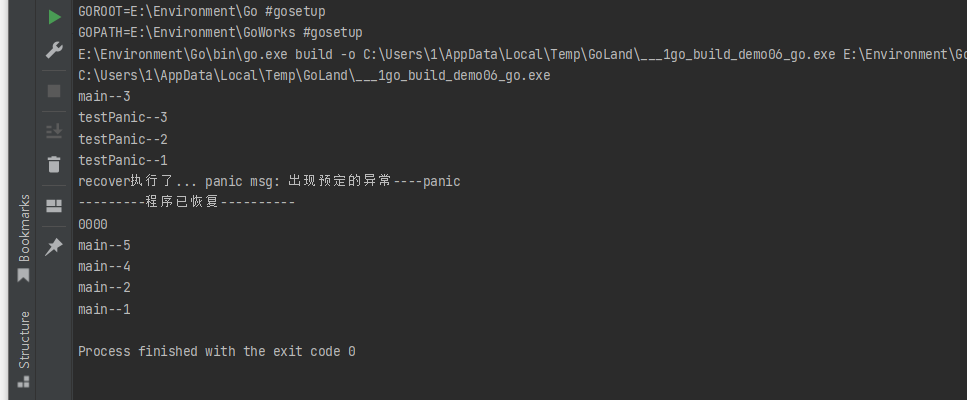 GOROOT=E:\Environment\Go #gosetup
GOPATH=E:\Environment\GoWorks #gosetup
E:\Environment\Go\bin\go.exe build -o C:\Users\1\AppData\Local\Temp\GoLand\___1go_build_demo06_go.exe E:\Environment\Go
C:\Users\1\AppData\Local\Temp\GoLand\___1go_build_demo06_go.exe
main--3
testPanic--3
testPanic--2
testPanic--1
recover执行了... panic msg: 出现预定的异常----panic
---------程序已恢复----------
0000
main--5
main--4
main--2
main--1
Process finished with the exit code 0
Bookmarks
Structure